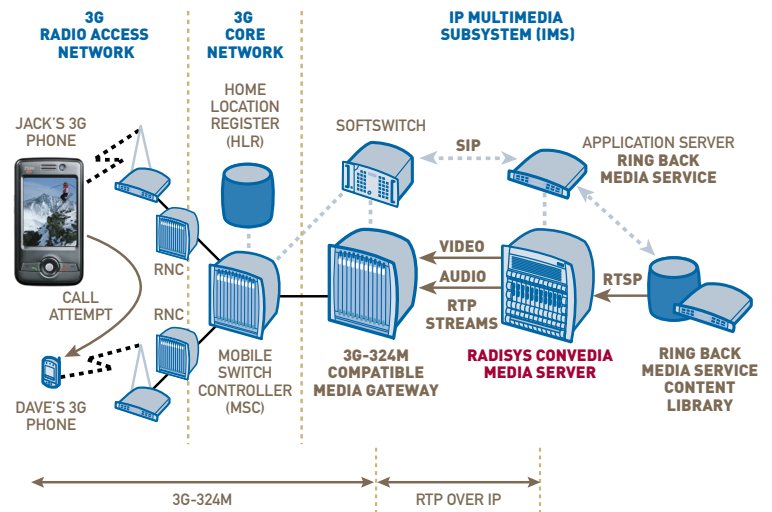 3G
RADIO ACCESS
NETWORK
3G
CORE
NETWORK
IP MULTIMEDIA
SUBSYSTEM (IMS)
HOME
LOCATION
REGISTER
(HLR)
JACK'S 3G
PHONE
SOFTSWITCH
SIP
APPLICATION SERVER
RING BACK
MEDIA SERVICE
RNC
VIDEO
AUDIO
RTP
STREAMS
RTSP
CALL
ATTEMPT
RNC
MOBILE
SWITCH
CONTROLLER
(MSC)
3G-324M
COMPATIBLE
MEDIA GATEWAY
RADISYS CONVEDIA
MEDIA SERVER
RING BACK
MEDIA SERVICE
CONTENT
LIBRARY
DAVE'S 3G
PHONE
3G-324M
RTP OVER IP